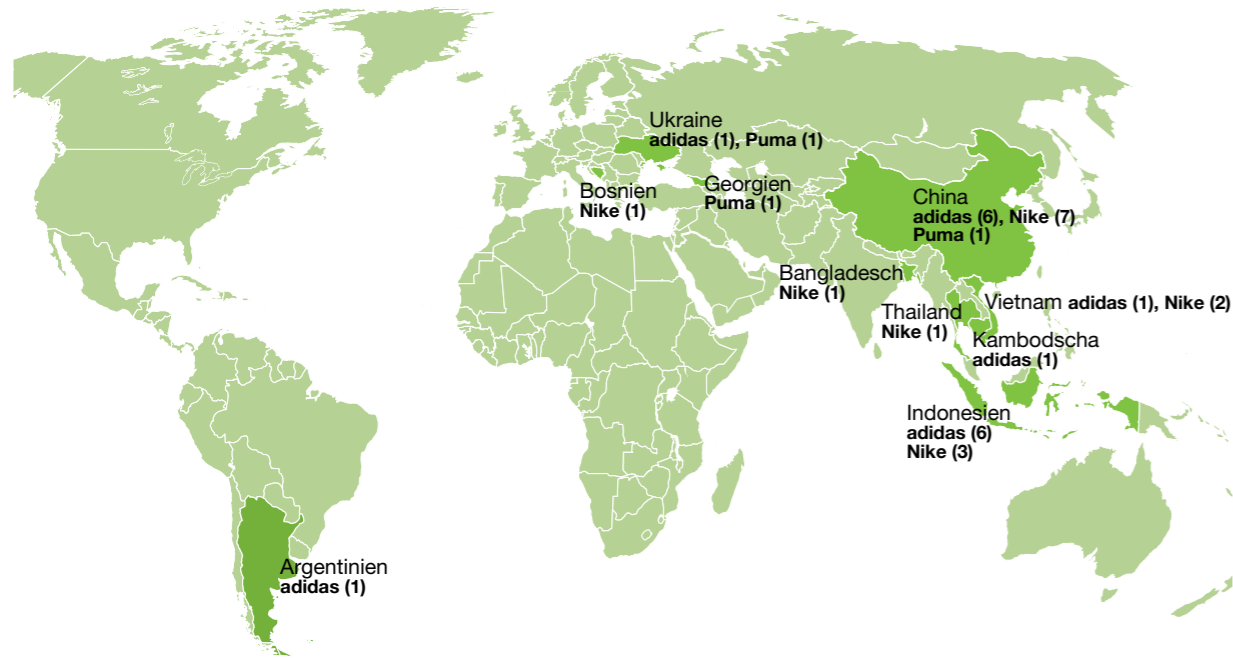 Ukraine
adidas (1), Puma (1)
Bosnien
Nike (1)
Georgien
Puma (1)
China
adidas (6), Nike (7)
Puma (1)
Bangladesch
Nike (1)
Thailand
Nike (1)
Vietnam adidas (1), Nike (2)
Kambodscha
adidas (1)
Indonesien
adidas (6)
Nike (3)
Argentinien
adidas (1)